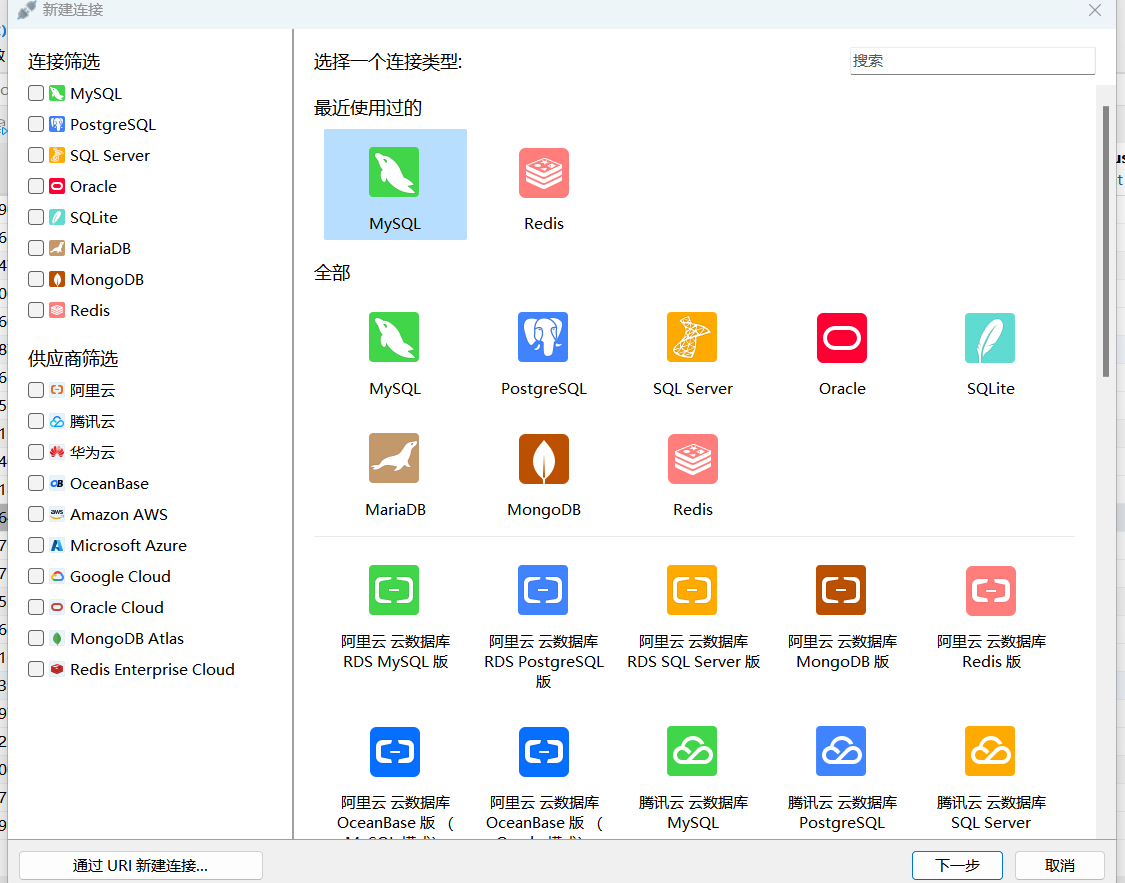 新建连接
连接筛选
MySQL
PostgreSQL
SQL Server
Oracle
SQLite
MariaDB
MongoDB
Redis
供应商筛选
阿里云
腾讯云
华为云
OceanBase
Amazon AWS
Microsoft Azure
Google Cloud
Oracle Cloud
MongoDB Atlas
Redis Enterprise Cloud
选择一个连接类型:
搜索
最近使用过的
MySQL
Redis
全部
MySQL
PostgreSQL
SQL Server
Oracle
SQLite
MariaDB
MongoDB
Redis
阿里云 云数据库
RDS MySQL 版
阿里云 云数据库
RDS PostgreSQL
版
阿里云 云数据库
RDS SQL Server 版
阿里云 云数据库
MongoDB 版
阿里云 云数据库
Redis 版
阿里云 云数据库
OceanBase 版 （
阿里云 云数据库
OceanBase 版 （
腾讯云 云数据库
MySQL
腾讯云 云数据库
PostgreSQL
腾讯云 云数据库
SQL Server
通过 URI 新建连接...
下一步
取消